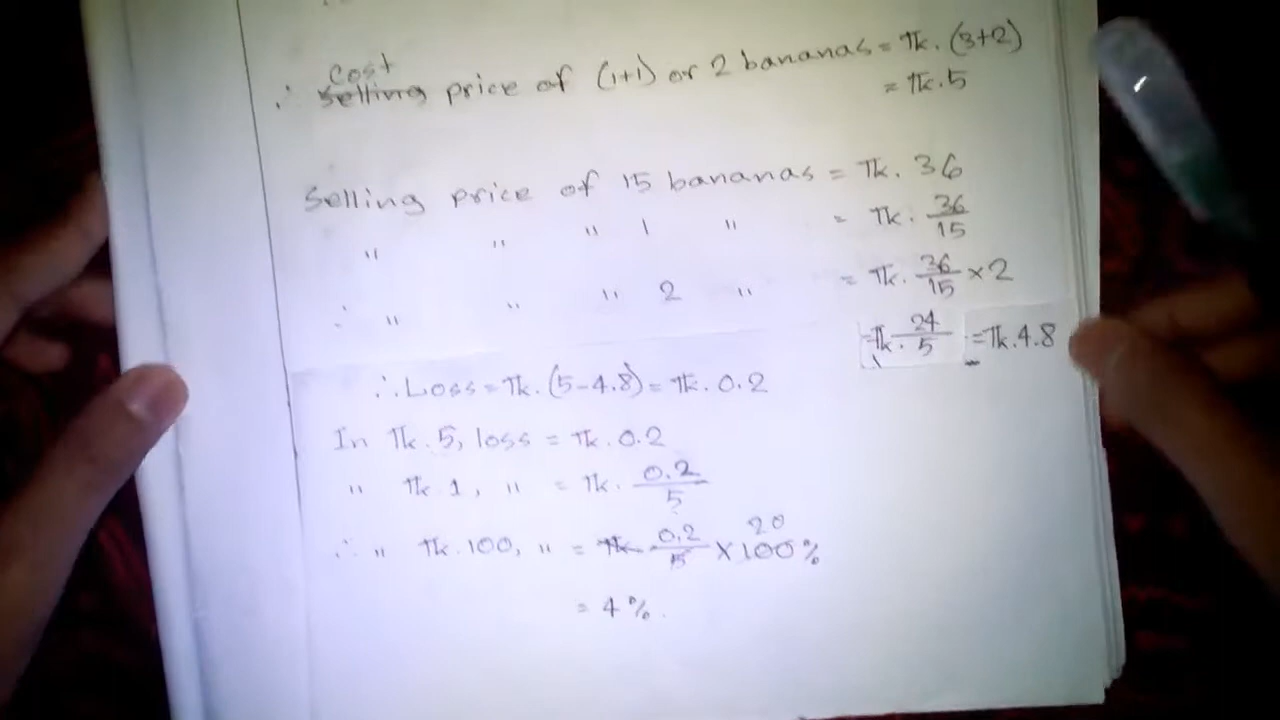 Cost
∴ Selling price of (1+1) or 2 bananas = Tk. (3+2)
= Tk. 5
Selling price of 15 bananas = Tk. 36
" " " 1 " = Tk. 36/15
∴ " " " 2 " = Tk. 36/15 × 2
= Tk. 24/5 = Tk. 4.8
∴ Loss = Tk. (5-4.8) = Tk. 0.2
In Tk. 5, loss = Tk. 0.2
" Tk 1, " = Tk. 0.2/5
∴ " Tk. 100, " = Tk 0.2/5 × 100% 20
= 4%.